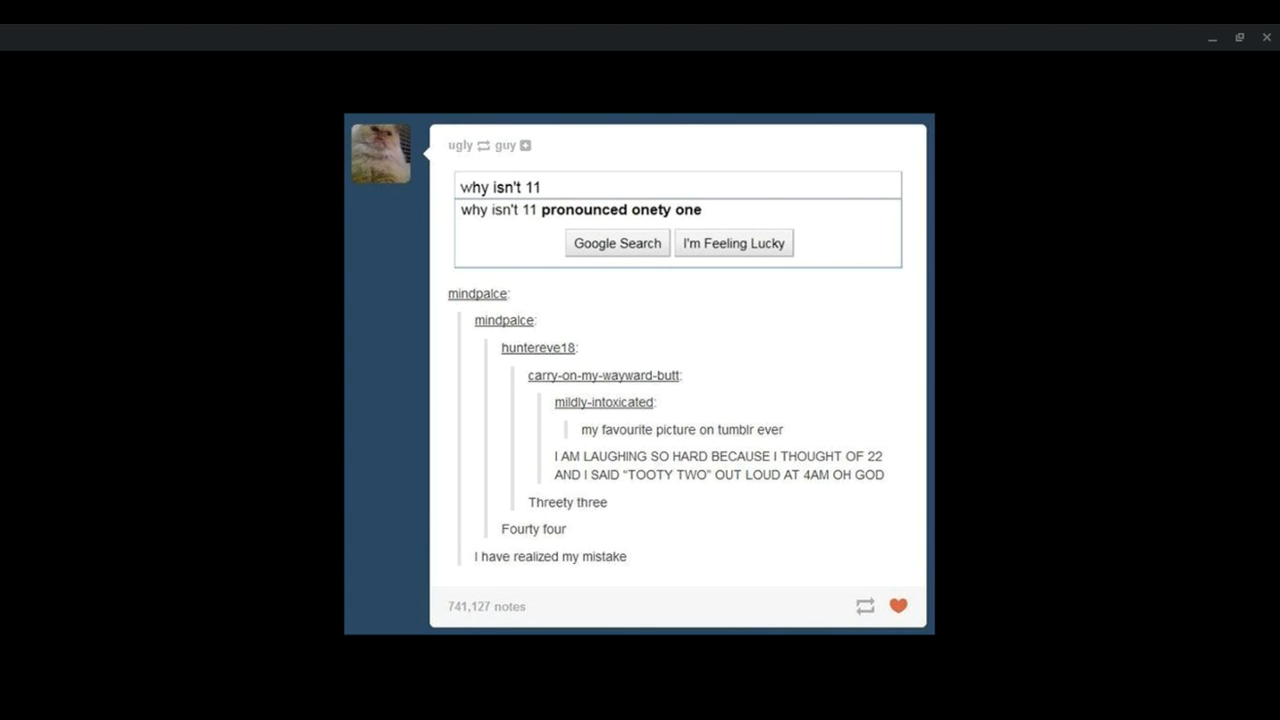 ugly guy
why isn't 11
why isn't 11 pronounced onety one
Google Search I'm Feeling Lucky
mindpalce:
mindpalce:
huntereve18:
carry-on-my-wayward-butt:
mildly-intoxicated:
my favourite picture on tumblr ever
I AM LAUGHING SO HARD BECAUSE I THOUGHT OF 22
AND I SAID “TOOTY TWO” OUT LOUD AT 4AM OH GOD
Threety three
Fourty four
I have realized my mistake
741,127 notes